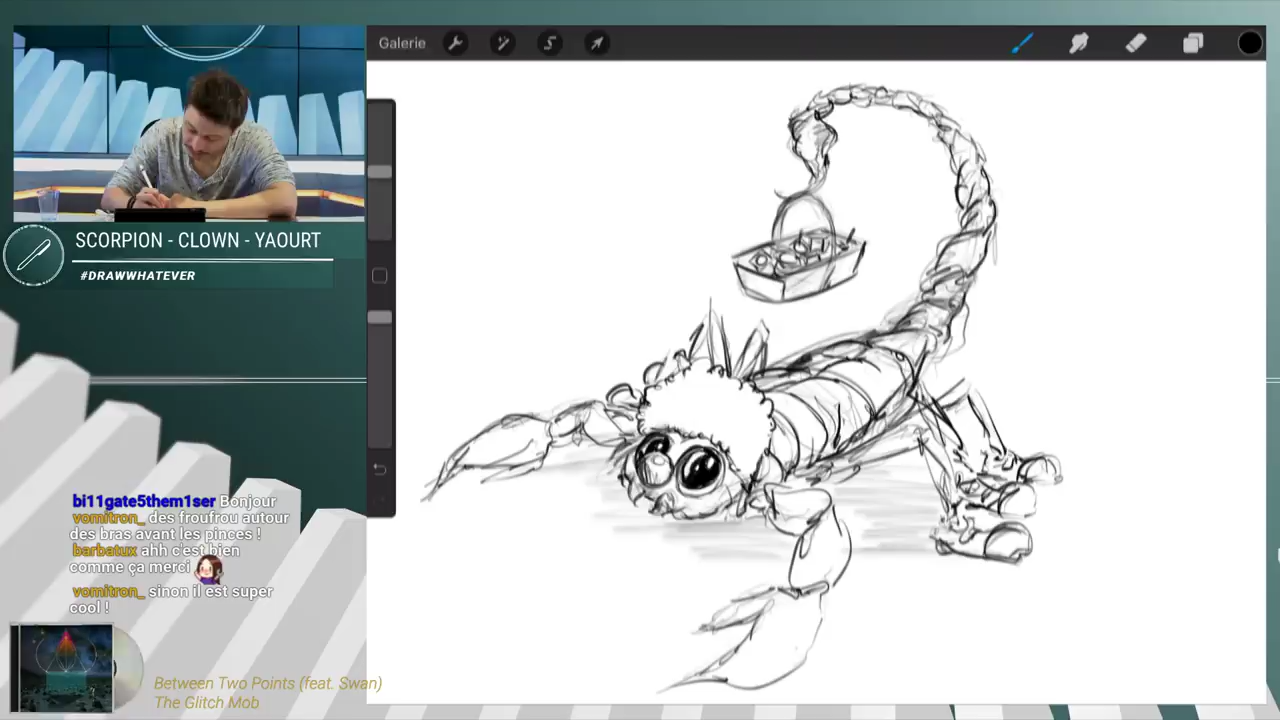 Galerie
SCORPION - CLOWN - YAOURT
#DRAWWHATEVER
bi11gate5them1ser Bonjour
vomitron_ des froufrou autour
des bras avant les pinces !
barbatux ahh c'est bien
comme ça merci
vomitron_ sinon il est super
cool !
Between Two Points (feat. Swan)
The Glitch Mob